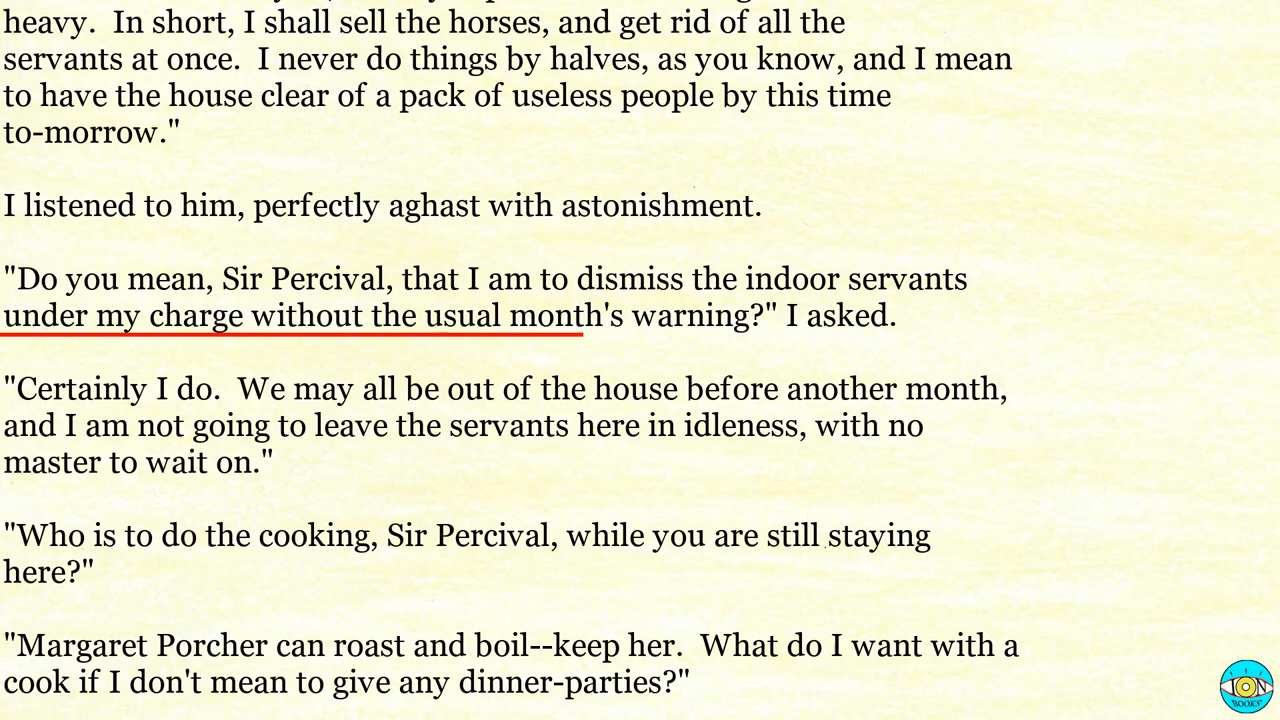 heavy.  In short, I shall sell the horses, and get rid of all the
servants at once.  I never do things by halves, as you know, and I mean
to have the house clear of a pack of useless people by this time
to-morrow."
I listened to him, perfectly aghast with astonishment.
"Do you mean, Sir Percival, that I am to dismiss the indoor servants
under my charge without the usual month's warning?" I asked.
"Certainly I do.  We may all be out of the house before another month,
and I am not going to leave the servants here in idleness, with no
master to wait on."
"Who is to do the cooking, Sir Percival, while you are still staying
here?"
"Margaret Porcher can roast and boil--keep her.  What do I want with a
cook if I don't mean to give any dinner-parties?"
ION
BOOKS